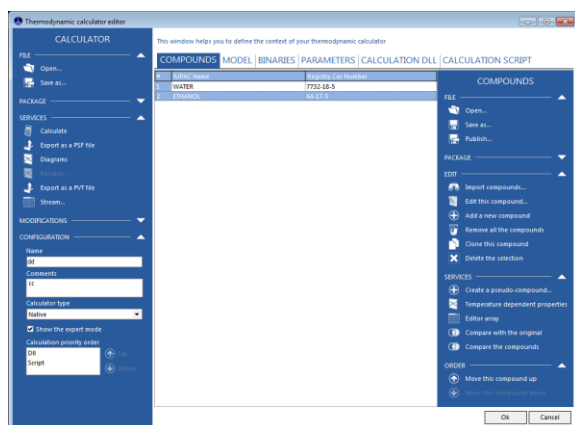 Thermodynamic calculator editor
CALCULATOR
FILE
Open...
Save as...
PACKAGE
SERVICES
Calculate
Export as a PSF file
Diagrams
Export as a PVT file
Stream...
MODIFICATIONS
CONFIGURATION
Name
dd
Comments
cc
Calculator type
Native
Show the expert mode
Calculation priority order
Dll
Script
Up
Down
This window helps you to define the context of your thermodynamic calculator
COMPOUNDS MODEL BINARIES PARAMETERS CALCULATION DLL CALCULATION SCRIPT
# IUPAC Name Registry Cas Number
1 WATER 7732-18-5
2 ETHANOL 64-17-5
COMPOUNDS
FILE
Open...
Save as...
Publish...
PACKAGE
EDIT
Import compounds...
Edit this compound...
Add a new compound
Remove all the compounds
Clone this compound
Delete the selection
SERVICES
Create a pseudo-compound...
Temperature dependent properties
Editor array
Compare with the original
Compare the compounds
ORDER
Move this compound up
Move this compound down
Ok Cancel